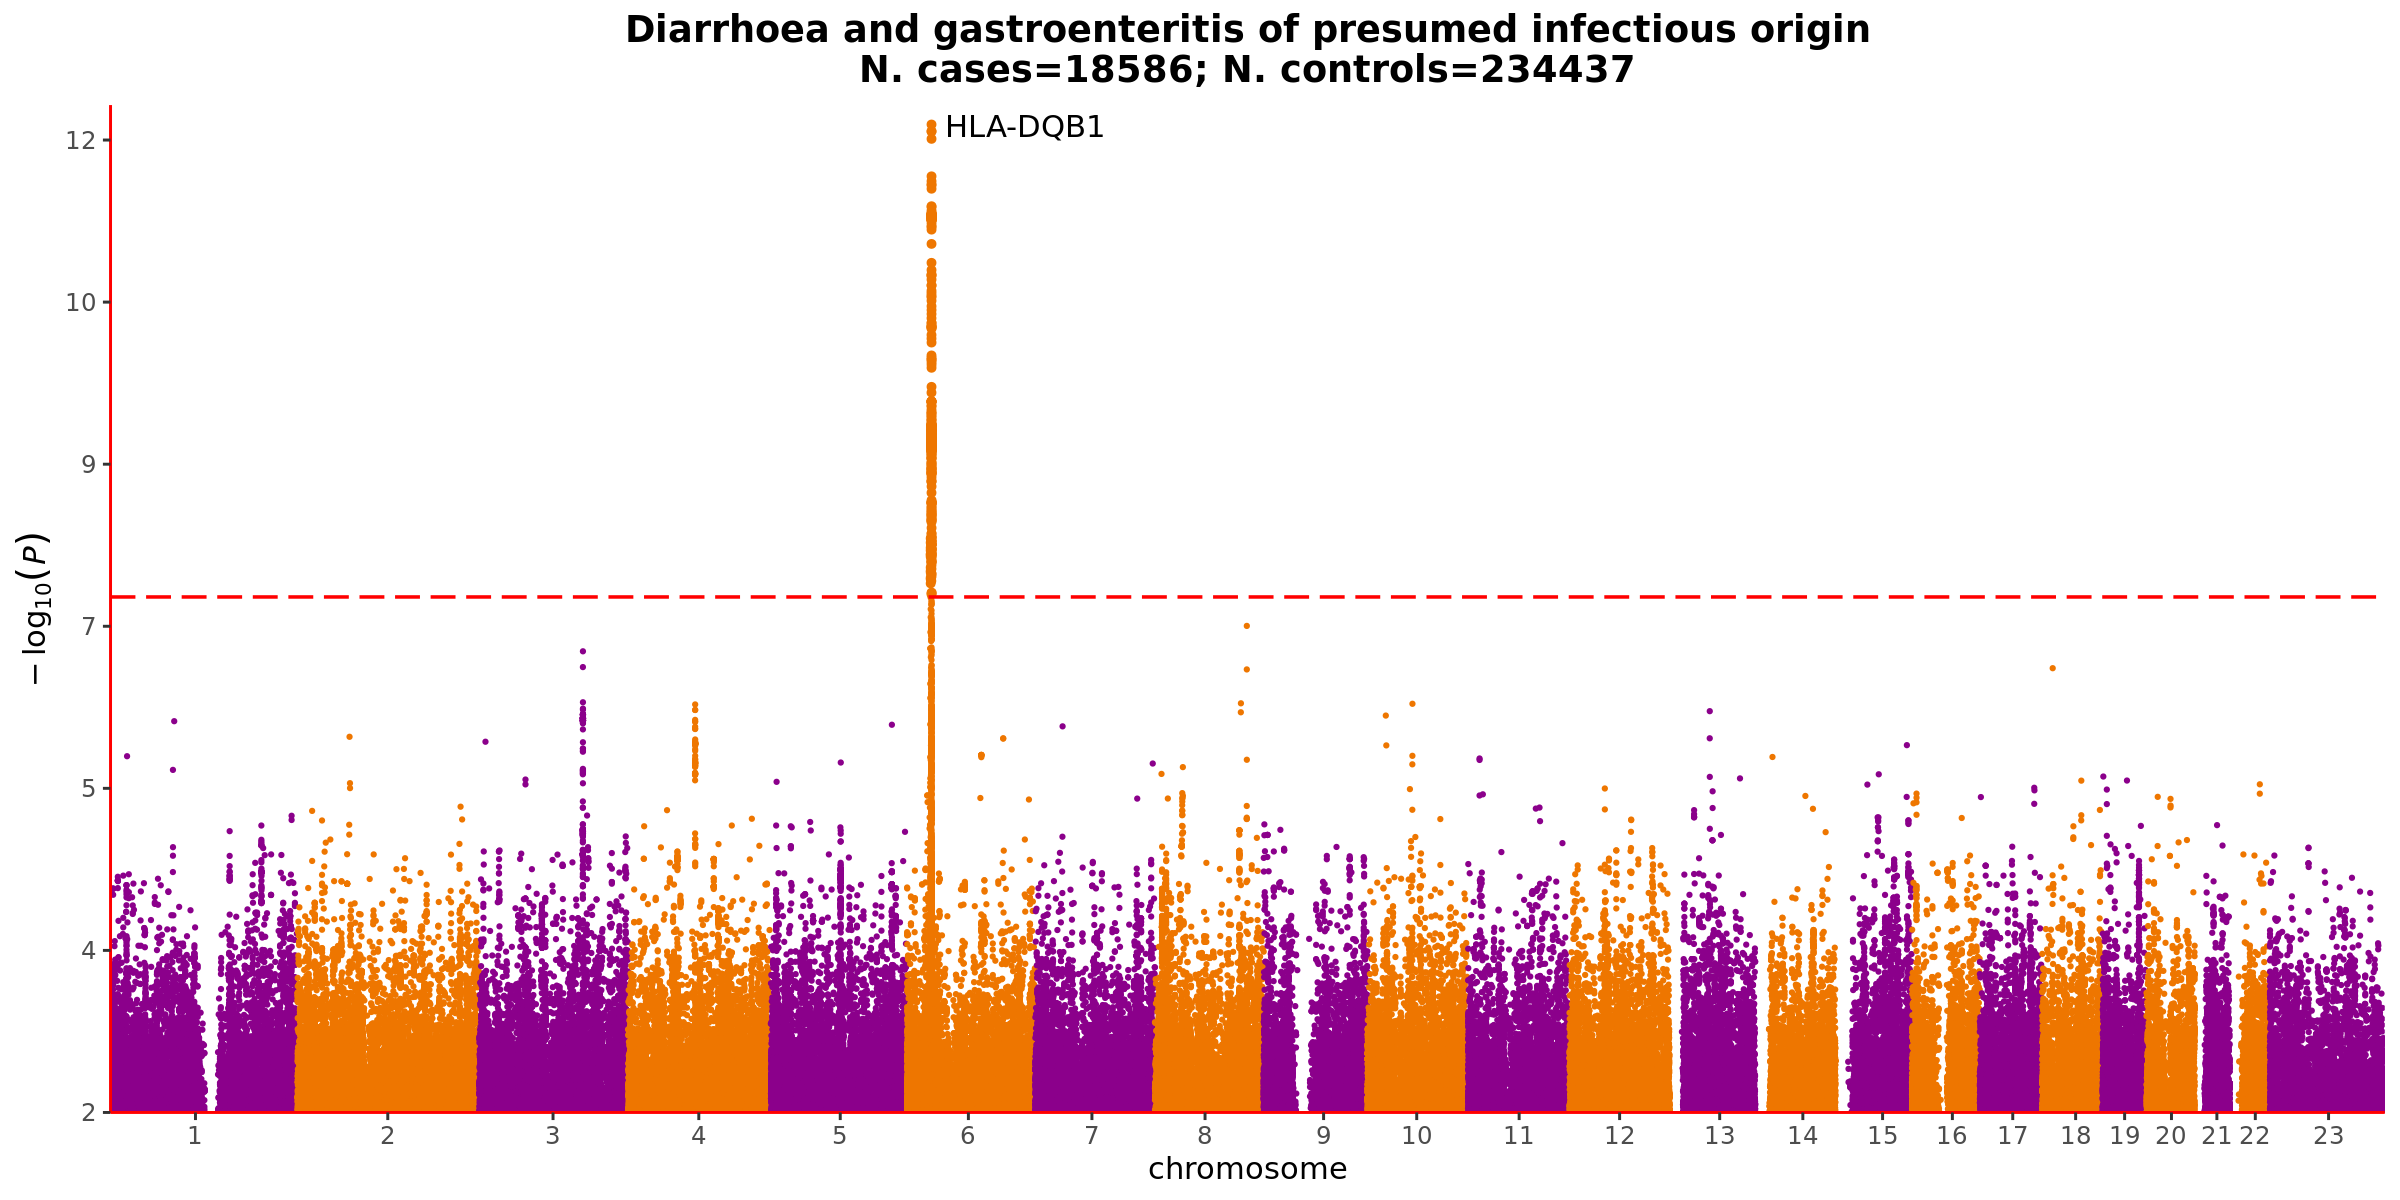 Diarrhoea and gastroenteritis of presumed infectious origin
N. cases=18586; N. controls=234437
HLA-DQB1
12
10
9
7
5
4
2
−log₁₀(P)
1 2 3 4 5 6 7 8 9 10 11 12 13 14 15 16 17 18 19 20 21 22 23
chromosome